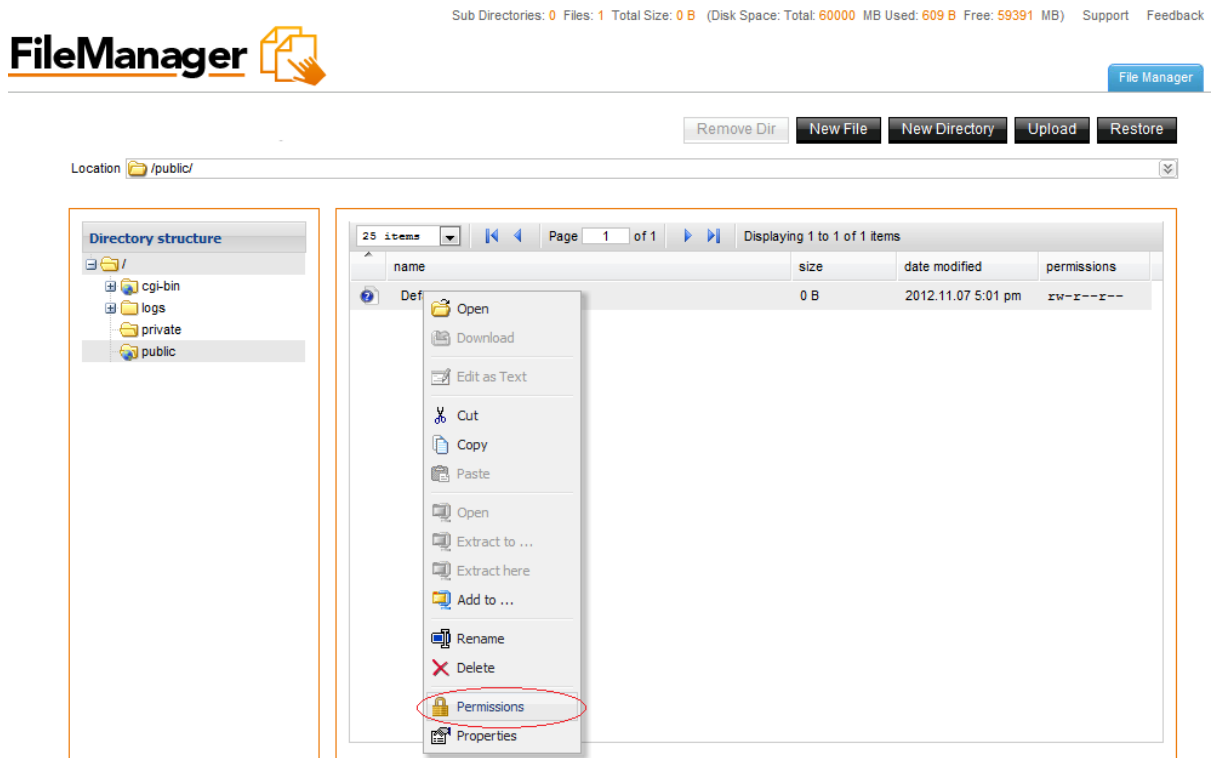 Sub Directories: 0 Files: 1 Total Size: 0 B (Disk Space: Total: 60000 MB Used: 609 B Free: 59391 MB) Support Feedback
FileManager
File Manager
Remove Dir New File New Directory Upload Restore
Location /public/
Directory structure
/
cgi-bin
logs
private
public
25 items Page 1 of 1 Displaying 1 to 1 of 1 items
name size date modified permissions
Def 0 B 2012.11.07 5:01 pm rw-r--r--
Open
Download
Edit as Text
Cut
Copy
Paste
Open
Extract to ...
Extract here
Add to ...
Rename
Delete
Permissions
Properties